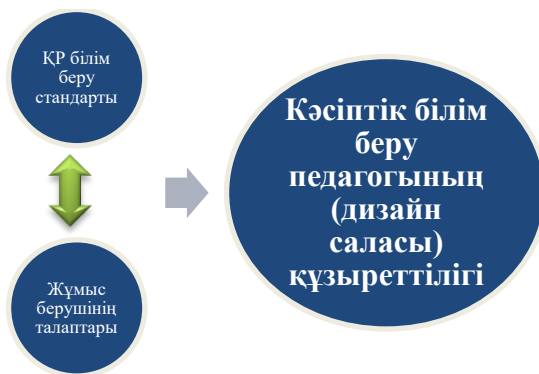 ҚР білім
беру
стандарты
Жұмыс
берушінің
талаптары
Кәсіптік білім
беру
педагогының
(дизайн
саласы)
құзыреттілігі